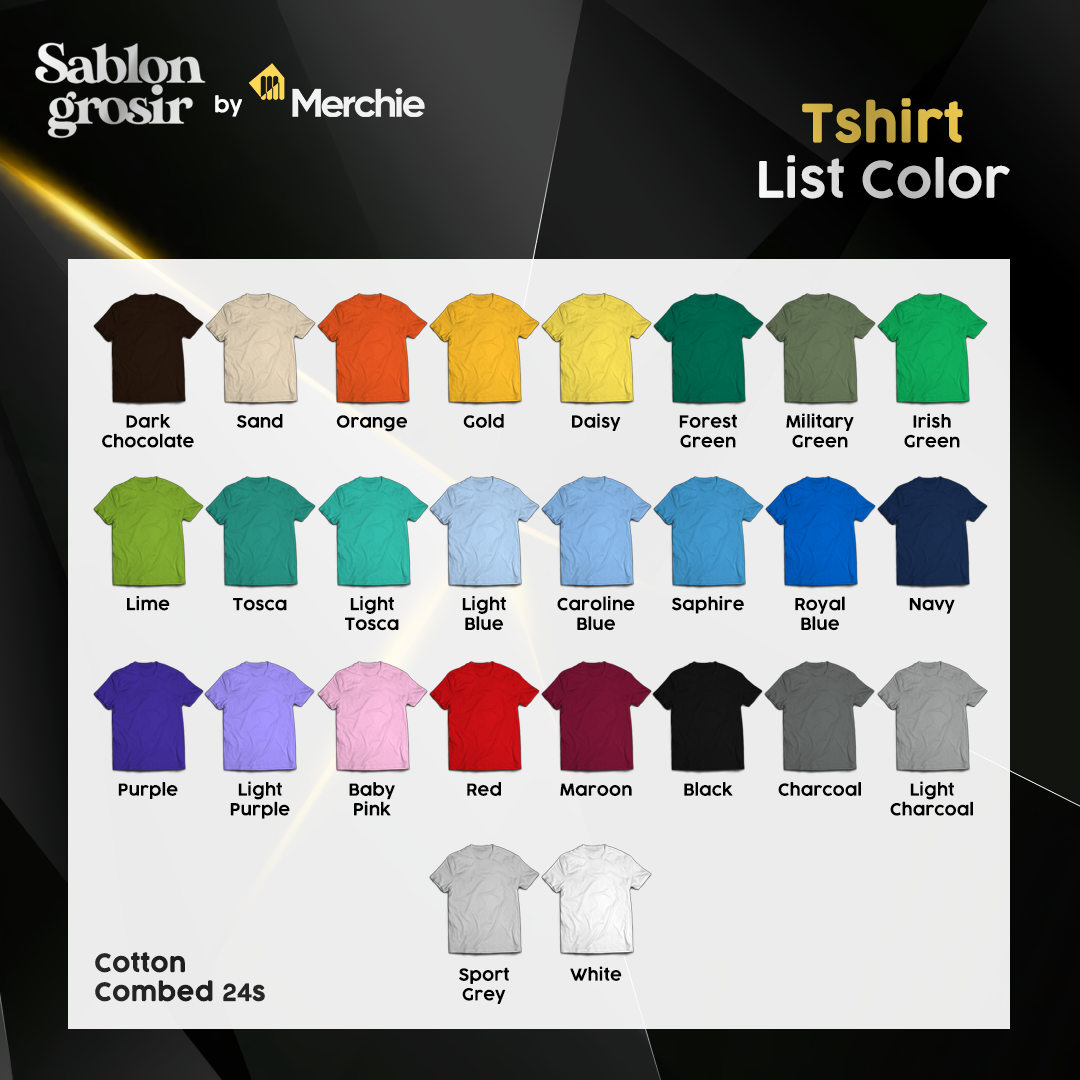 Sablon
grosir by Merchie
Tshirt
List Color
Dark
Chocolate
Sand
Orange
Gold
Daisy
Forest
Green
Military
Green
Irish
Green
Lime
Tosca
Light
Tosca
Light
Blue
Caroline
Blue
Saphire
Royal
Blue
Navy
Purple
Light
Purple
Baby
Pink
Red
Maroon
Black
Charcoal
Light
Charcoal
Sport
Grey
White
Cotton
Combed 24s